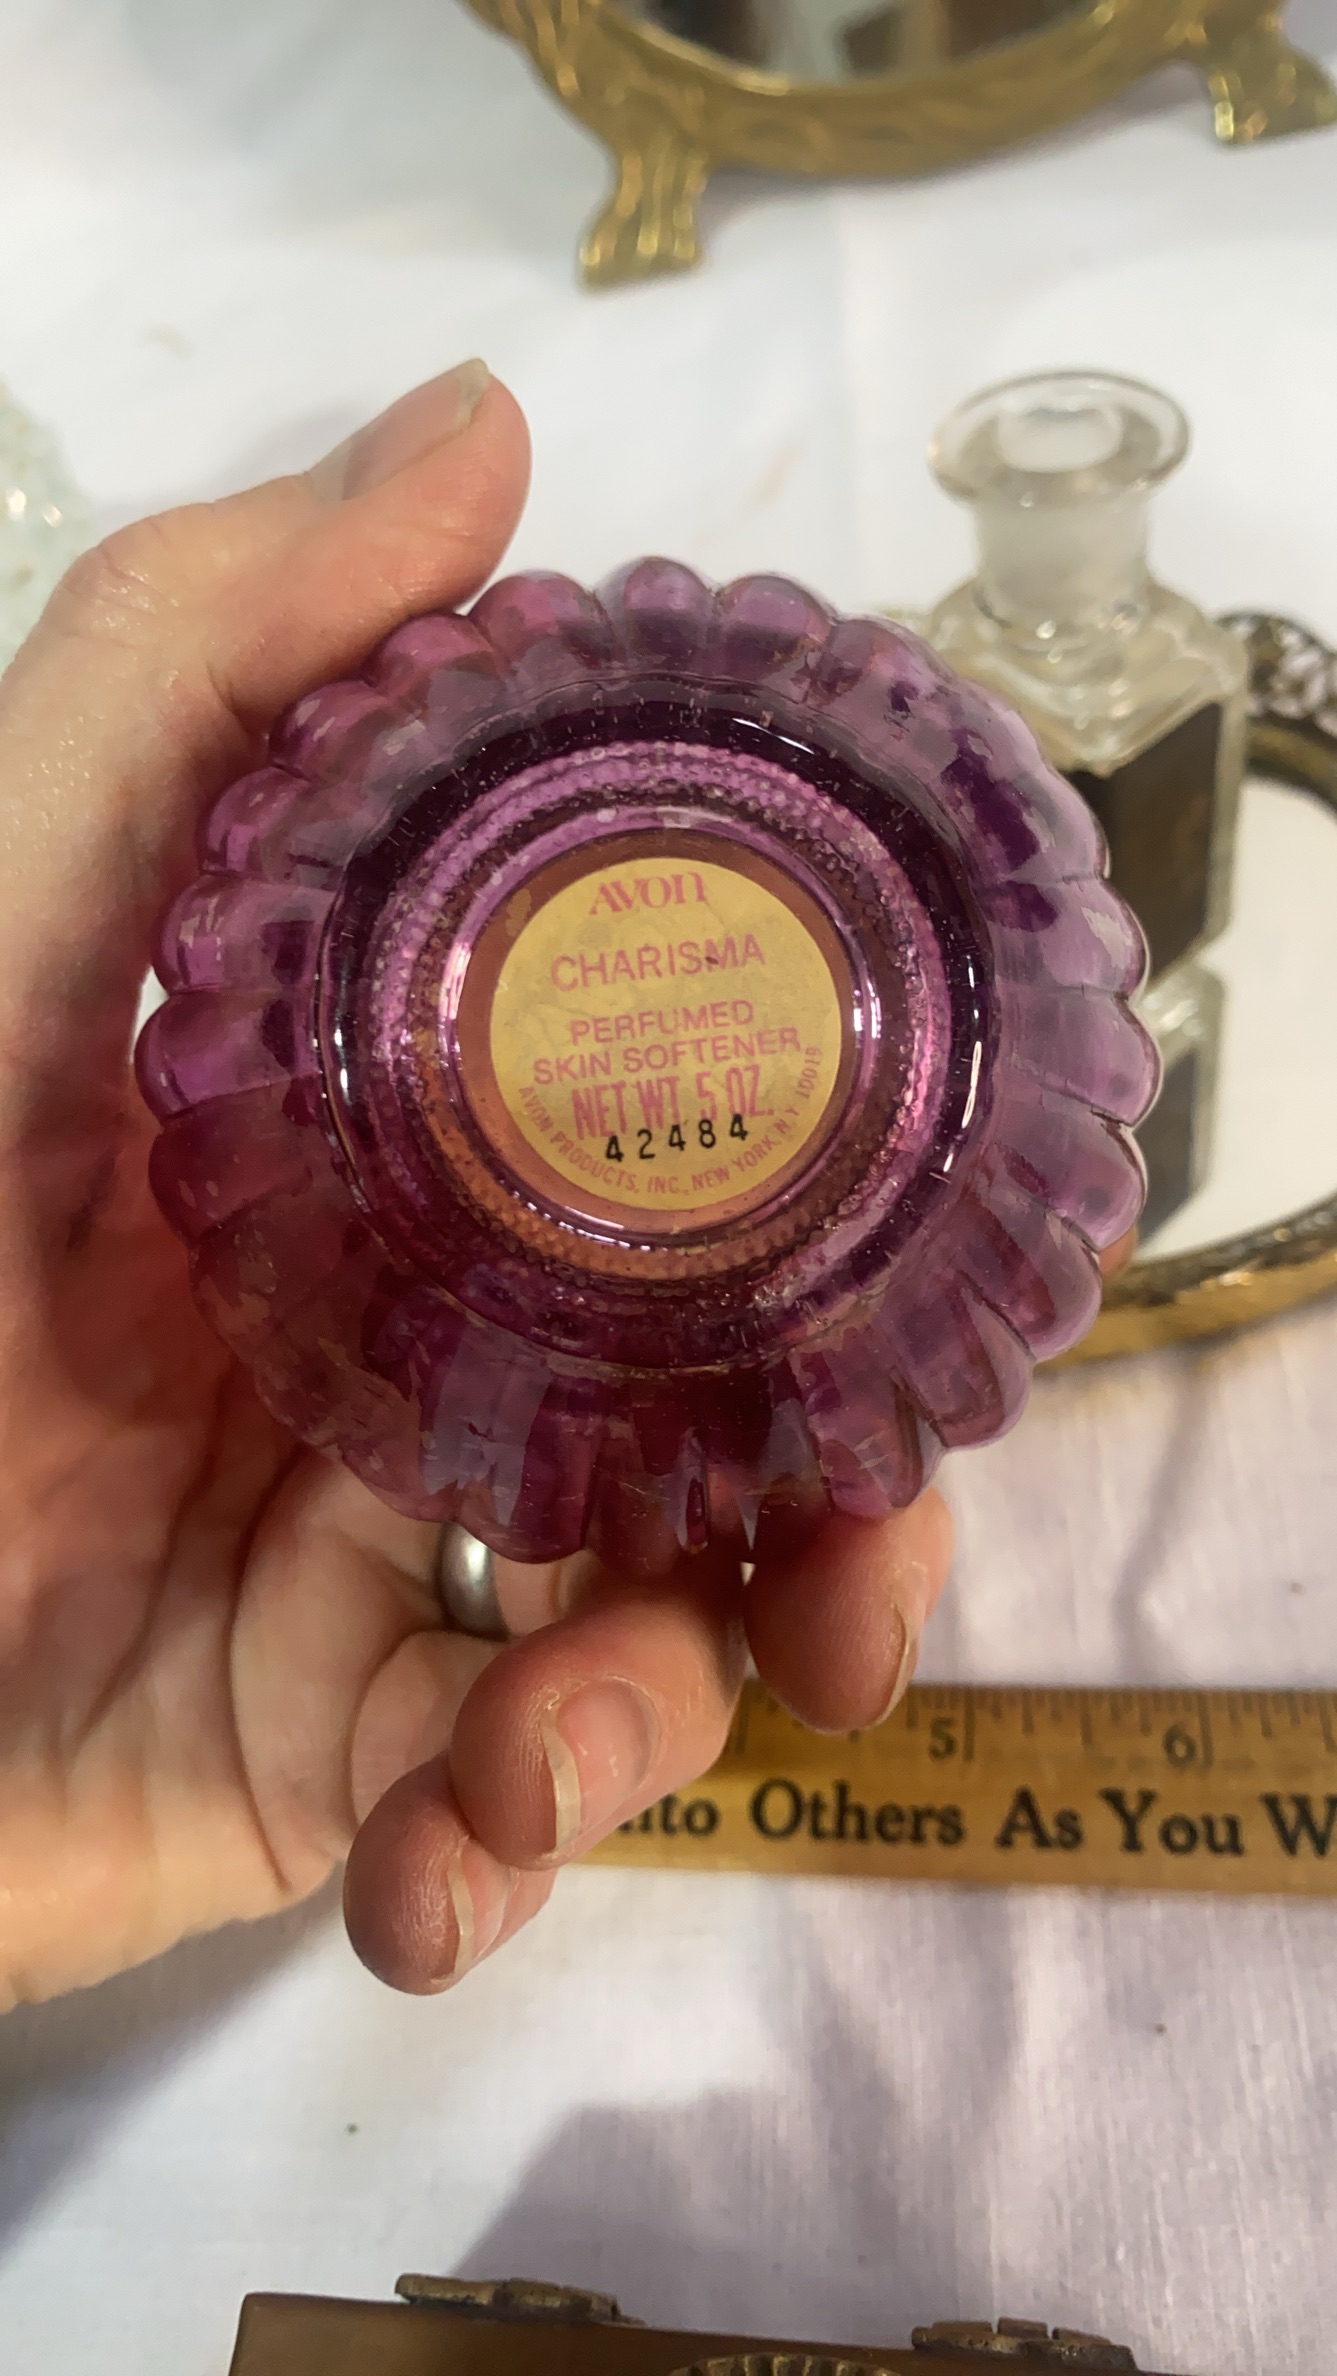 AVON
CHARISMA
PERFUMED
SKIN SOFTENER
NET WT. 5 OZ.
42484
AVON PRODUCTS, INC., NEW YORK, N.Y. 10019
5 6
Others As You